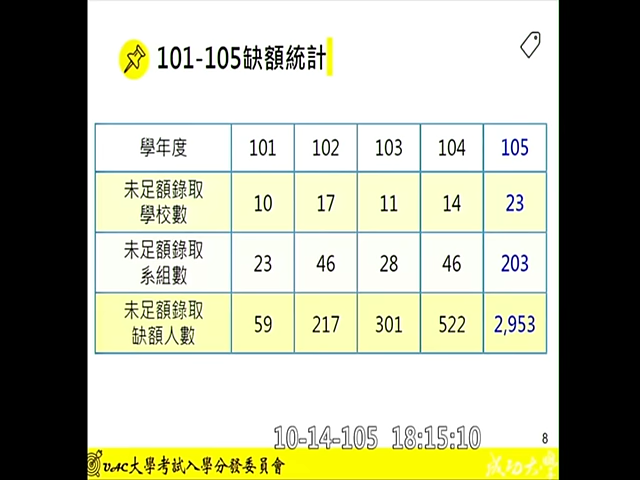 101-105缺額統計
學年度 101 102 103 104 105
未足額錄取
學校數 10 17 11 14 23
未足額錄取
系組數 23 46 28 46 203
未足額錄取
缺額人數 59 217 301 522 2,953
10-14-105 18:15:10
8
UAC大學考試入學分發委員會
成功大學